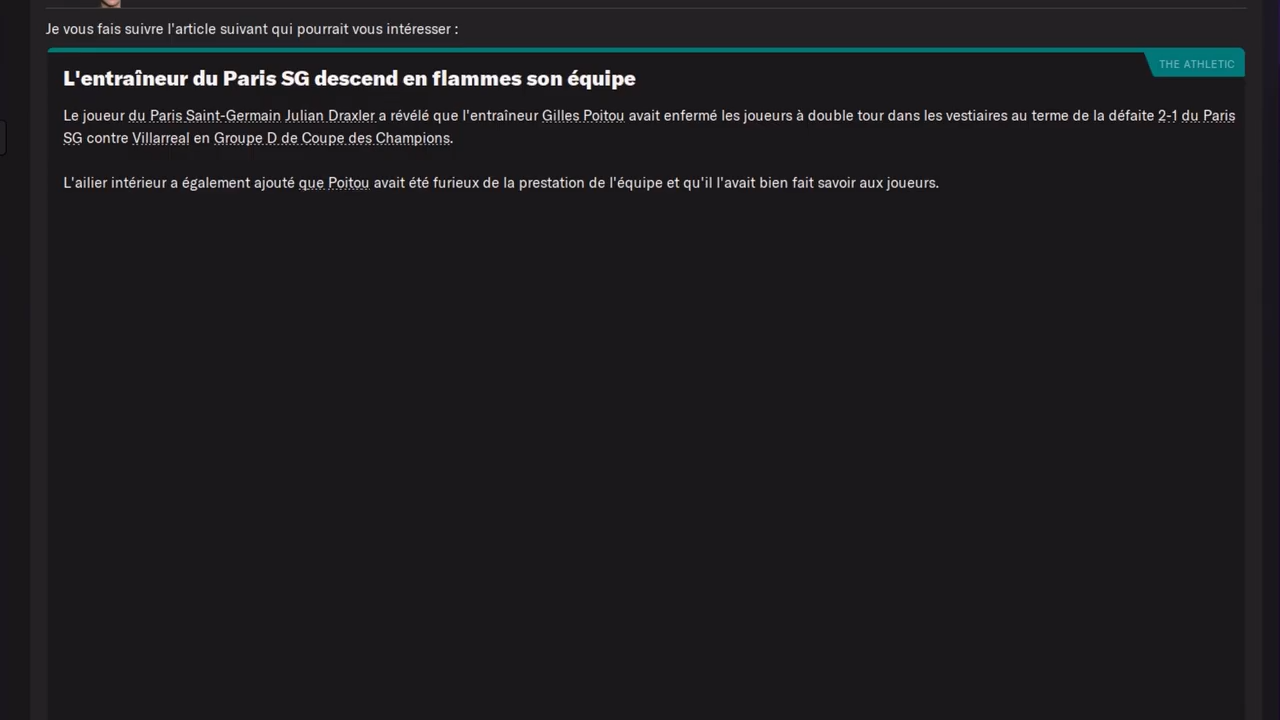 Je vous fais suivre l'article suivant qui pourrait vous intéresser :
THE ATHLETIC
L'entraîneur du Paris SG descend en flammes son équipe
Le joueur du Paris Saint-Germain Julian Draxler a révélé que l'entraîneur Gilles Poitou avait enfermé les joueurs à double tour dans les vestiaires au terme de la défaite 2-1 du Paris
SG contre Villarreal en Groupe D de Coupe des Champions.
L'ailier intérieur a également ajouté que Poitou avait été furieux de la prestation de l'équipe et qu'il l'avait bien fait savoir aux joueurs.